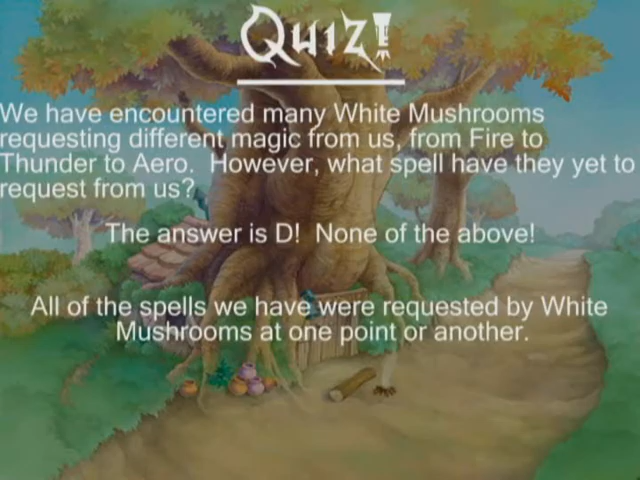 Quiz!
We have encountered many White Mushrooms
requesting different magic from us, from Fire to
Thunder to Aero.  However, what spell have they yet to
request from us?
The answer is D!  None of the above!
All of the spells we have were requested by White
Mushrooms at one point or another.